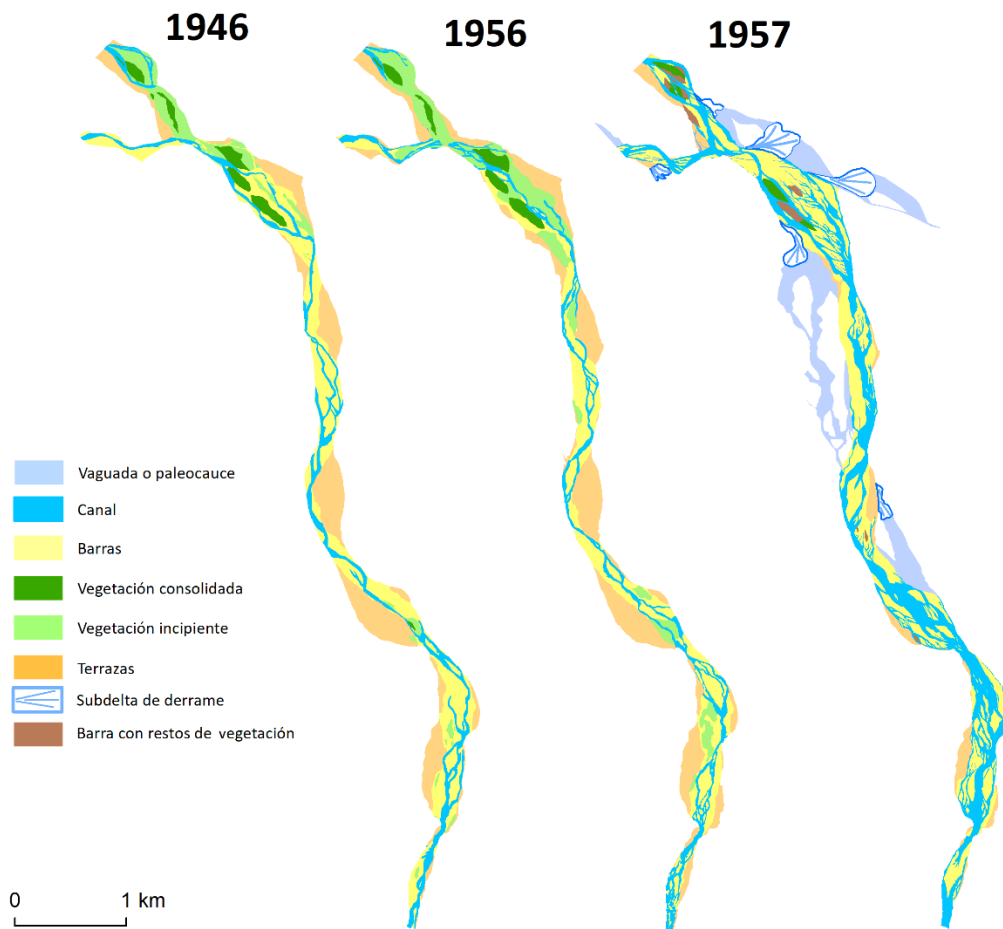 1946
1956
1957
Vaguada o paleocauce
Canal
Barras
Vegetación consolidada
Vegetación incipiente
Terrazas
Subdelta de derrame
Barra con restos de vegetación
0 1 km